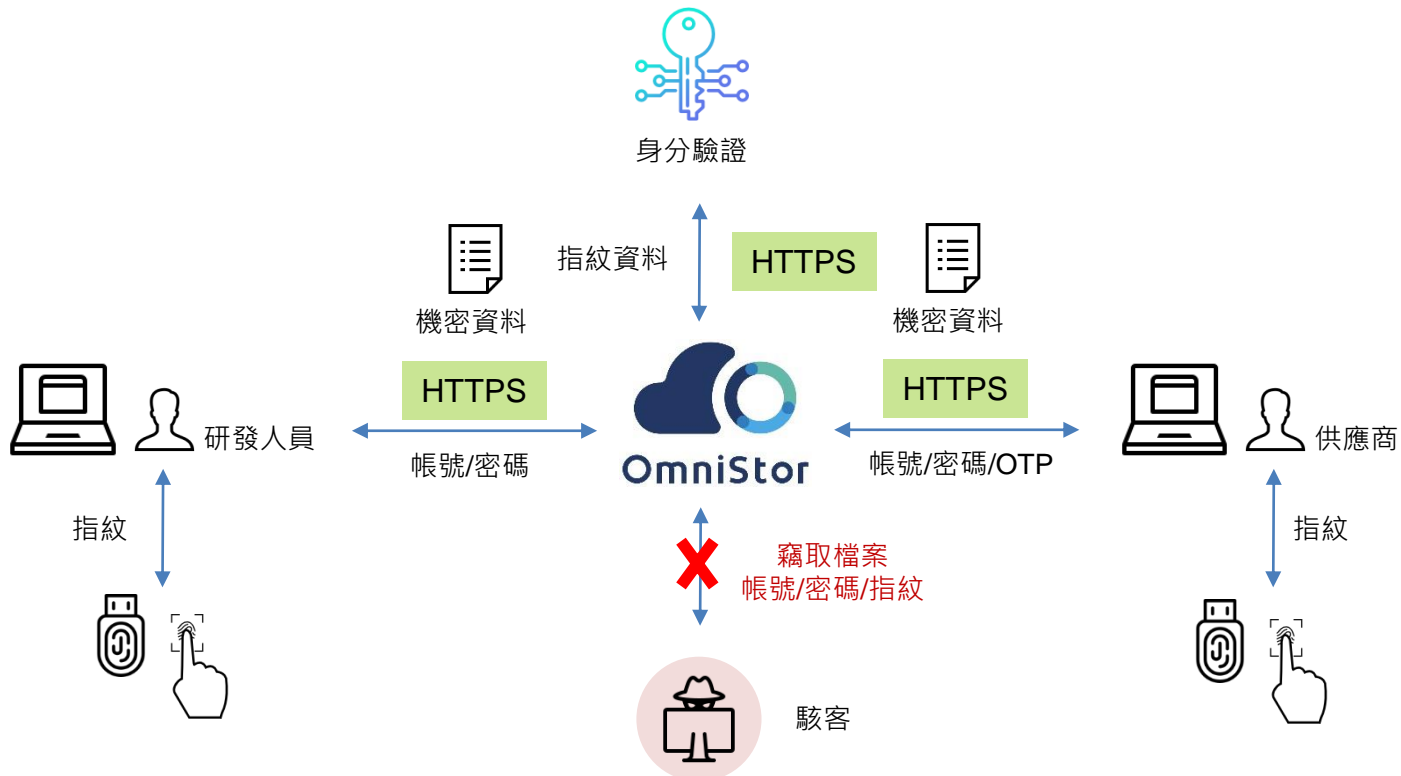 身分驗證
指紋資料
HTTPS
機密資料
機密資料
HTTPS
HTTPS
研發人員
供應商
帳號/密碼
OmniStor
帳號/密碼/OTP
指紋
指紋
竊取檔案
帳號/密碼/指紋
駭客